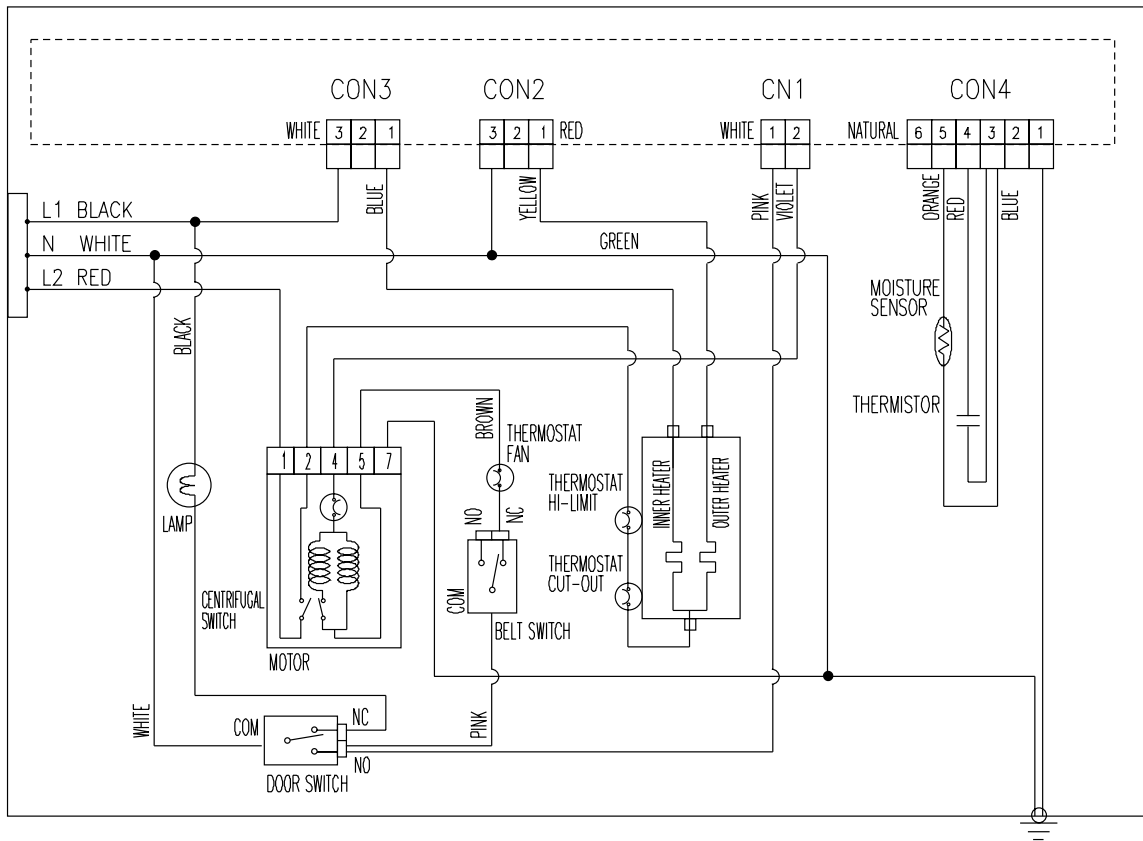 CON3 CON2 CN1 CON4
WHITE 3 2 1 3 2 1 RED WHITE 1 2 NATURAL 6 5 4 3 2 1
BLUE YELLOW PINK VIOLET ORANGE RED BLUE
L1 BLACK
N WHITE GREEN
L2 RED
MOISTURE
SENSOR
BLACK
THERMISTOR
BROWN
THERMOSTAT
FAN
1 2 4 5 7
LAMP
THERMOSTAT
HI-LIMIT
INNER HEATER
OUTER HEATER
NO NC
THERMOSTAT
CUT-OUT
CENTRIFUGAL
SWITCH
COM
BELT SWITCH
MOTOR
WHITE
COM NC PINK
NO
DOOR SWITCH